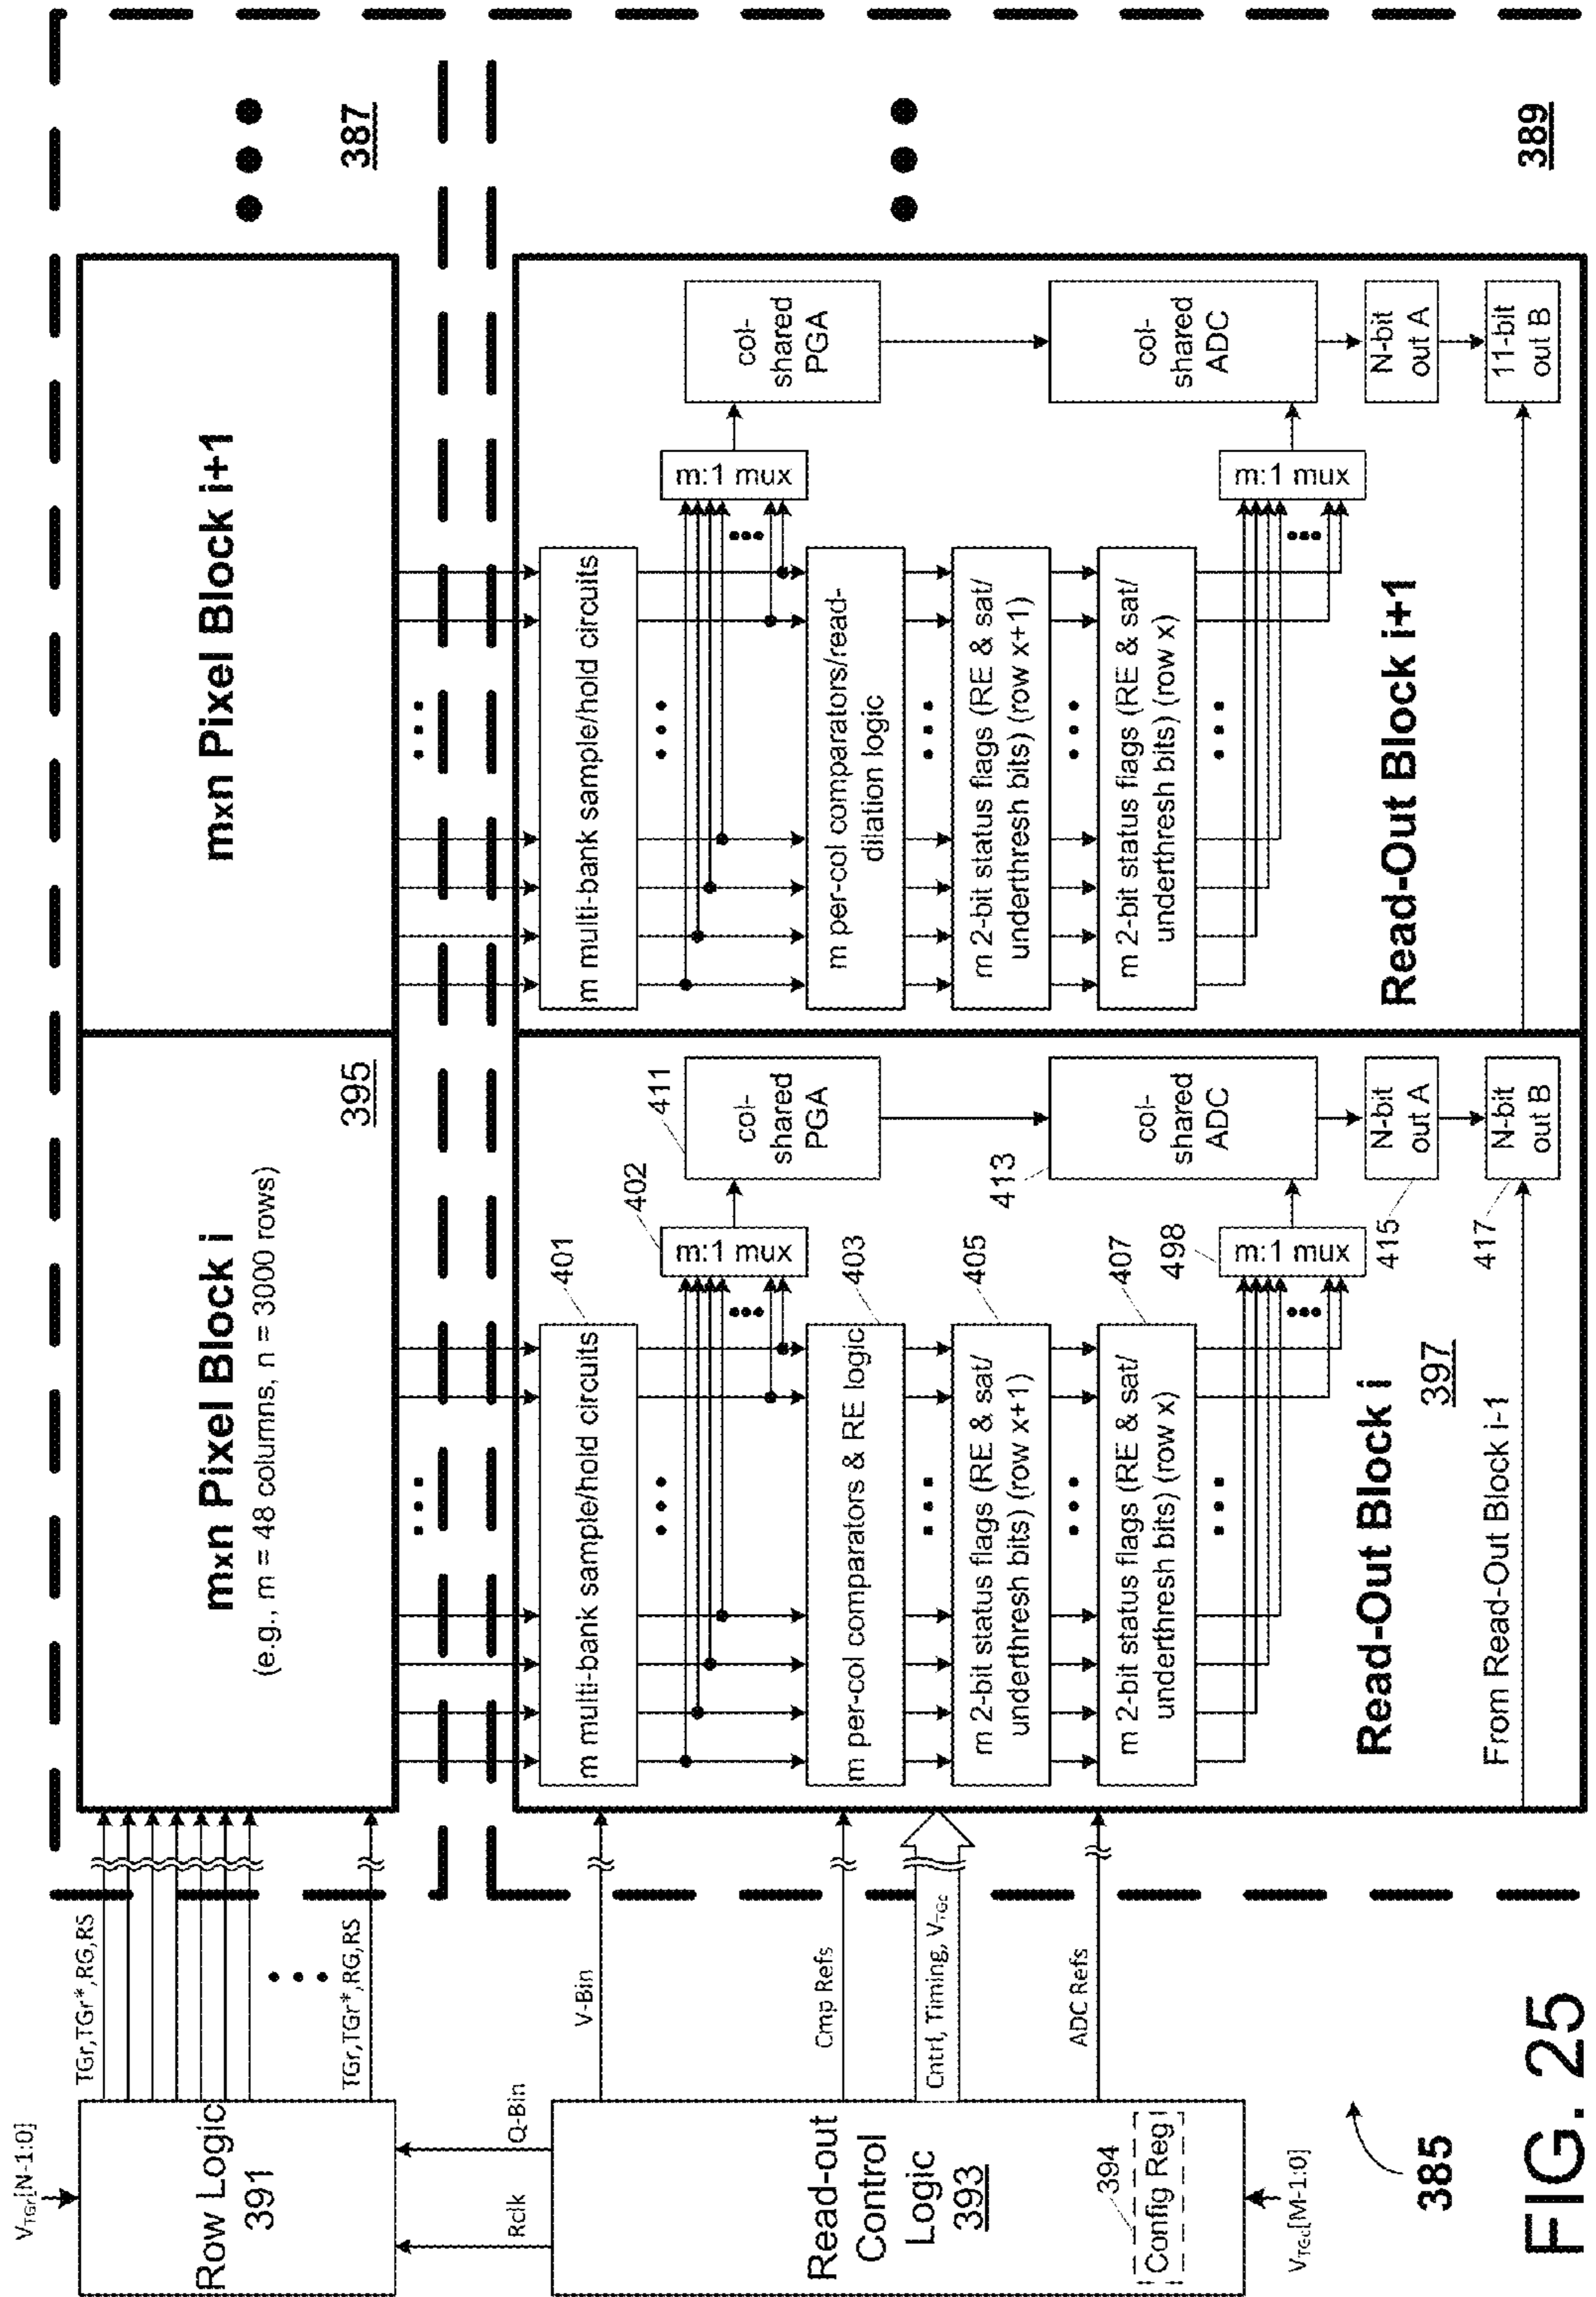 V_TGr[N-1:0]
Row Logic
391
TGr,TGr*,RG,RS
TGr,TGr*,RG,RS
Rclk
Q-Bin
Read-out
Control
Logic
393
394
Config Reg
V_TGc[M-1:0]
V-Bin
Cmp Refs
Cntrl, Timing, V_TGc
ADC Refs
385
mxn Pixel Block i
(e.g., m = 48 columns, n = 3000 rows)
395
mxn Pixel Block i+1
387
m multi-bank sample/hold circuits
401
m:1 mux
402
col-
shared
PGA
411
m per-col comparators & RE logic
403
m 2-bit status flags (RE & sat/
underthresh bits) (row x+1)
405
m 2-bit status flags (RE & sat/
underthresh bits) (row x)
407
m:1 mux
498
col-
shared
ADC
413
N-bit
out A
415
N-bit
out B
417
Read-Out Block i
397
From Read-Out Block i-1
m multi-bank sample/hold circuits
m:1 mux
col-
shared
PGA
m per-col comparators/read-
dilation logic
m 2-bit status flags (RE & sat/
underthresh bits) (row x+1)
m 2-bit status flags (RE & sat/
underthresh bits) (row x)
m:1 mux
col-
shared
ADC
N-bit
out A
11-bit
out B
Read-Out Block i+1
389
FIG. 25